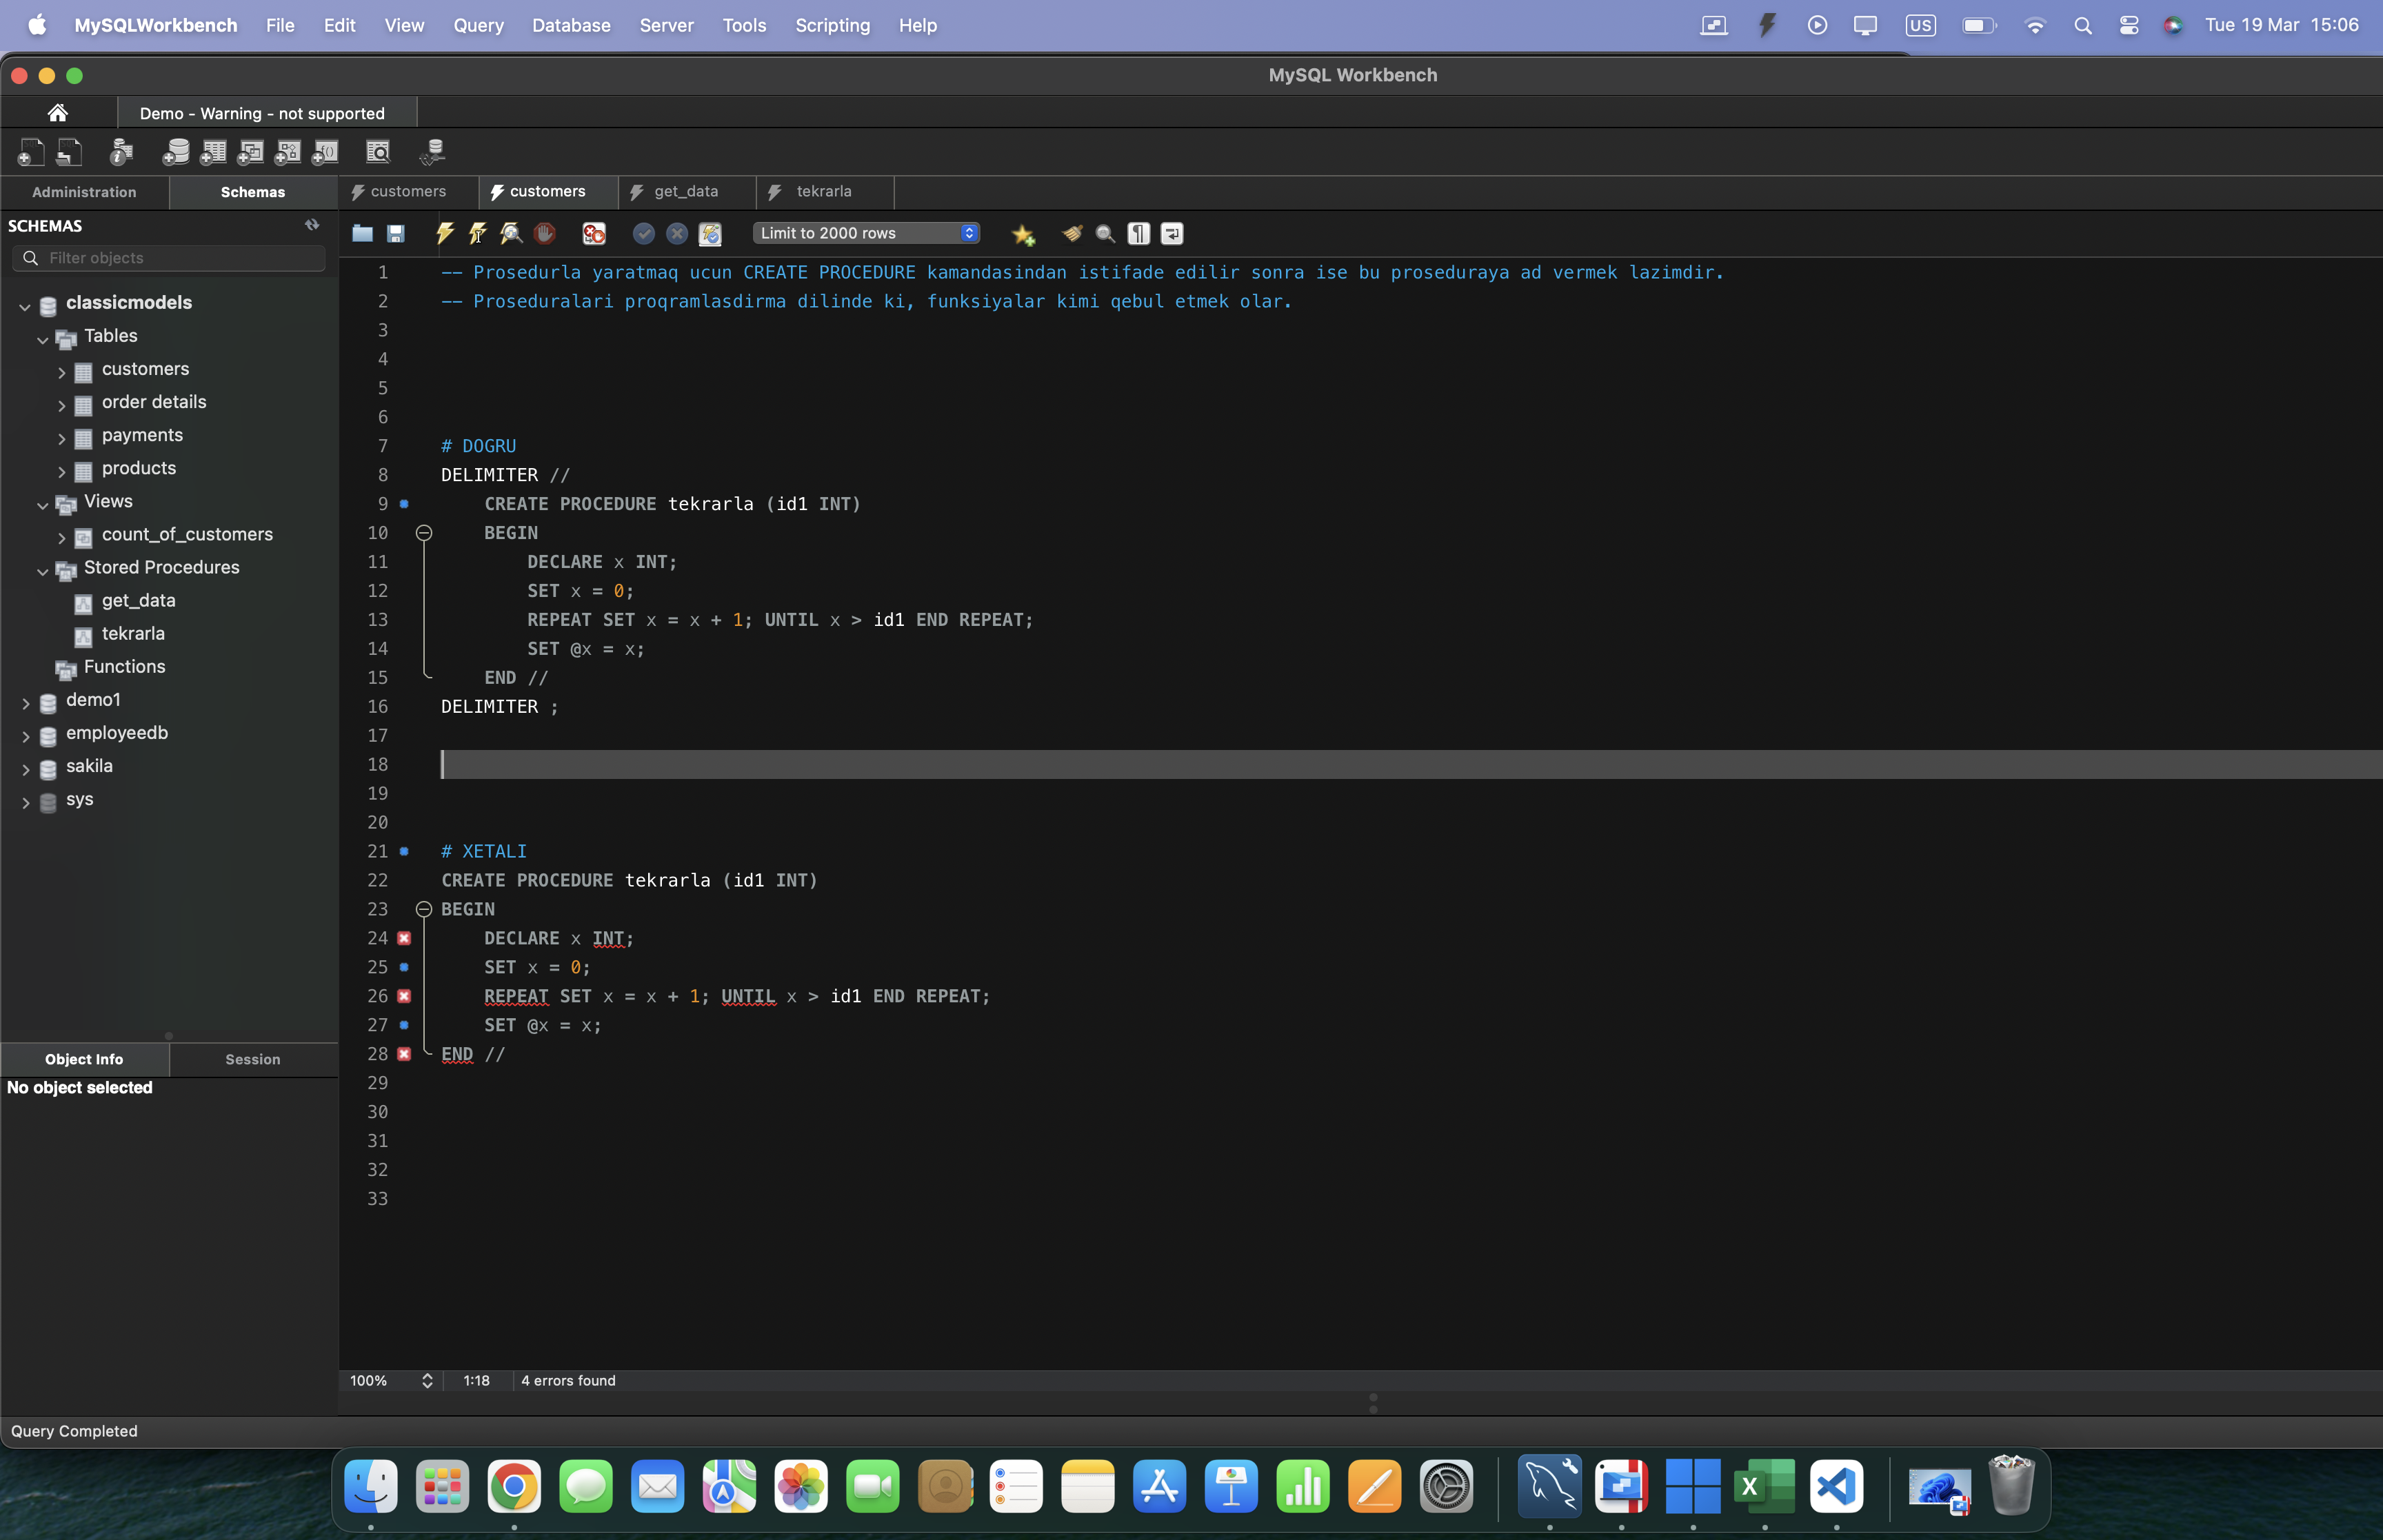 MySQLWorkbench File Edit View Query Database Server Tools Scripting Help US Tue 19 Mar 15:06
MySQL Workbench
Demo - Warning - not supported
Administration Schemas customers customers get_data tekrarla
SCHEMAS
Filter objects
Limit to 2000 rows
classicmodels
Tables
customers
order details
payments
products
Views
count_of_customers
Stored Procedures
get_data
tekrarla
Functions
demo1
employeedb
sakila
sys
Object Info Session
No object selected
1 -- Prosedurla yaratmaq ucun CREATE PROCEDURE kamandasindan istifade edilir sonra ise bu proseduraya ad vermek lazimdir.
2 -- Proseduralari proqramlasdirma dilinde ki, funksiyalar kimi qebul etmek olar.
3
4
5
6
7 # DOGRU
8 DELIMITER //
9 CREATE PROCEDURE tekrarla (id1 INT)
10 BEGIN
11 DECLARE x INT;
12 SET x = 0;
13 REPEAT SET x = x + 1; UNTIL x > id1 END REPEAT;
14 SET @x = x;
15 END //
16 DELIMITER ;
17
18
19
20
21 # XETALI
22 CREATE PROCEDURE tekrarla (id1 INT)
23 BEGIN
24 DECLARE x INT;
25 SET x = 0;
26 REPEAT SET x = x + 1; UNTIL x > id1 END REPEAT;
27 SET @x = x;
28 END //
29
30
31
32
33
100% 1:18 4 errors found
Query Completed